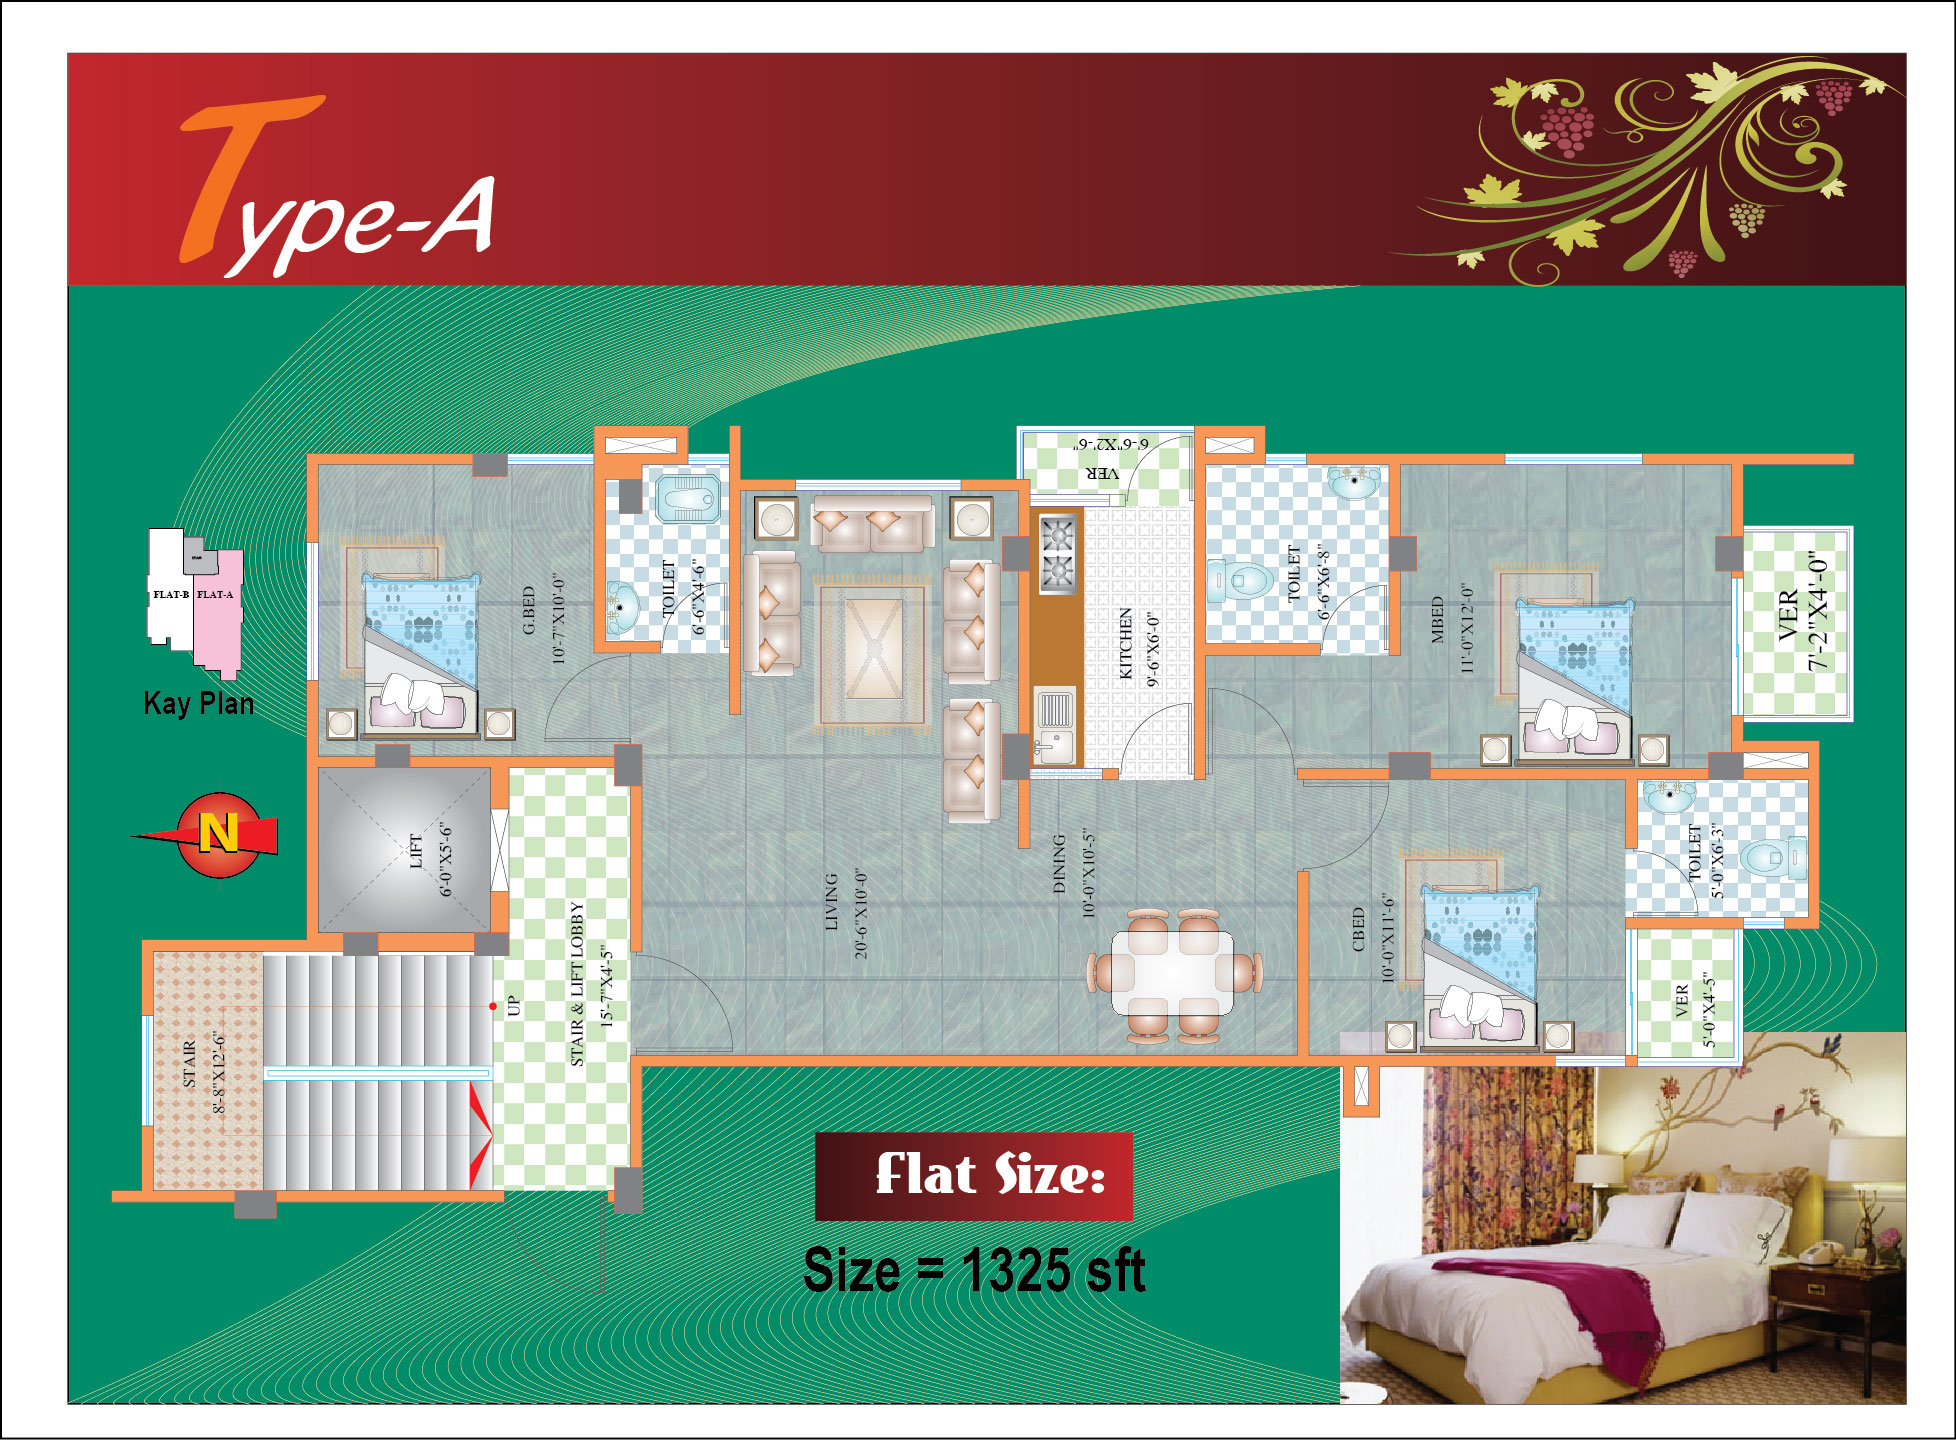 Type-A
6'-6"X2'-6"
VER
G.BED
10'-7"X10'-0"
TOILET
6'-6"X4'-6"
KITCHEN
9'-6"X6'-0"
TOILET
6'-6"X6'-8"
MBED
11'-0"X12'-0"
VER
7'-2"X4'-0"
FLAT-B
FLAT-A
Kay Plan
N
LIFT
6'-0"X5'-6"
LIVING
20'-6"X10'-0"
DINING
10'-0"X10'-5"
CBED
10'-0"X11'-6"
TOILET
5'-0"X6'-3"
VER
5'-0"X4'-5"
STAIR
8'-8"X12'-6"
UP
STAIR & LIFT LOBBY
15'-7"X4'-5"
Flat Size:
Size = 1325 sft